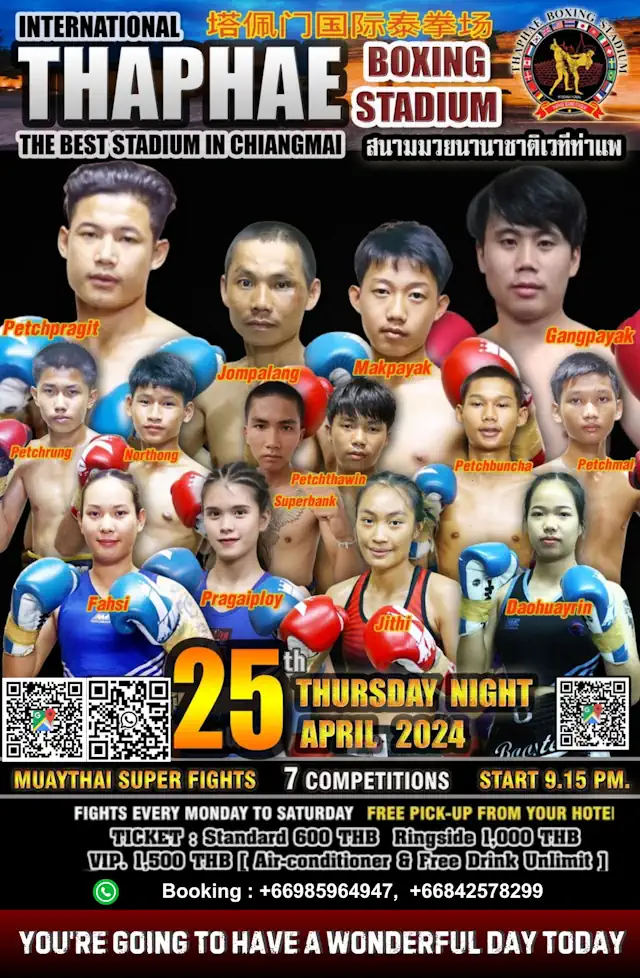 INTERNATIONAL
塔佩门国际泰拳场
THAPHAE
BOXING
STADIUM
THE BEST STADIUM IN CHIANGMAI
สนามมวยนานาชาติเวทีท่าแพ
THAPHAE BOXING STADIUM
Petchpragit
Jompalang
Makpayak
Gangpayak
Petchrung
Northong
Petchthawin
Superbank
Petchbuncha
Petchmai
Fahsi
Pragaiploy
Jithi
Daohuayrin
25th
THURSDAY NIGHT
APRIL 2024
MUAYTHAI SUPER FIGHTS 7 COMPETITIONS START 9.15 PM.
FIGHTS EVERY MONDAY TO SATURDAY FREE PICK-UP FROM YOUR HOTE
TICKET : Standard 600 THB Ringside 1,000 THB
VIP. 1,500 THB [ Air-conditioner & Free Drink Unlimit ]
Booking : +66985964947, +66842578299
YOU'RE GOING TO HAVE A WONDERFUL DAY TODAY